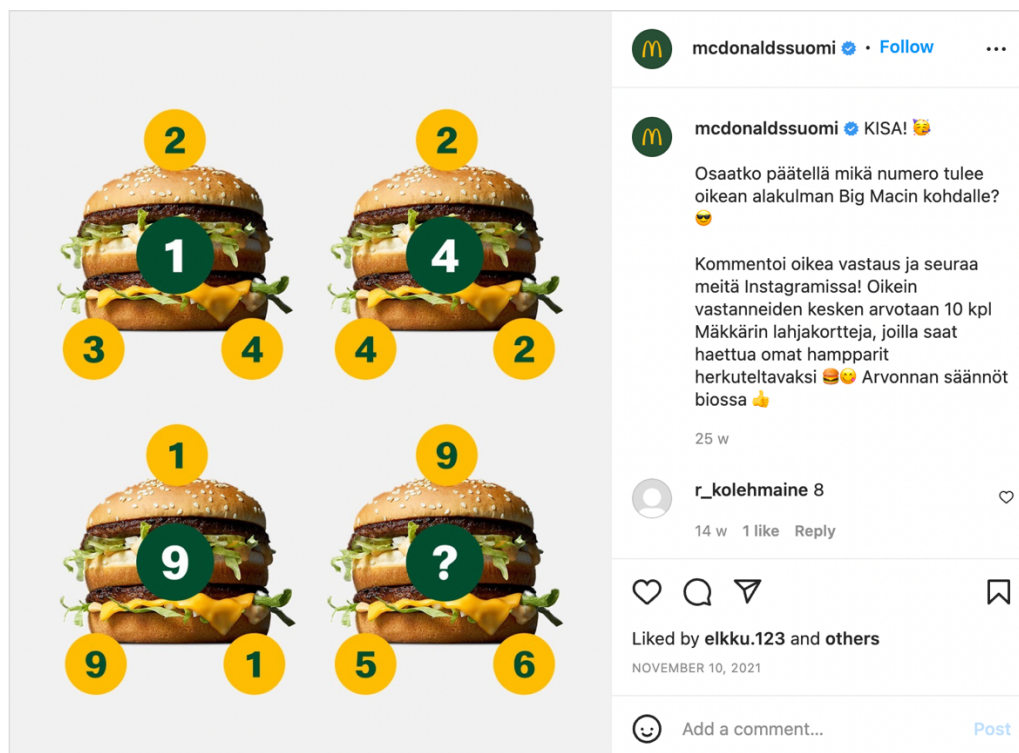 2
2
1
4
3
4
4
2
1
9
9
?
9
1
5
6
mcdonaldssuomi • Follow
mcdonaldssuomi KISA! 🥳
Osaatko päätellä mikä numero tulee
oikean alakulman Big Macin kohdalle?
😎
Kommentoi oikea vastaus ja seuraa
meitä Instagramissa! Oikein
vastanneiden kesken arvotaan 10 kpl
Mäkkärin lahjakortteja, joilla saat
haettua omat hampparit
herkuteltavaksi 🍔😋 Arvonnan säännöt
biossa 👍
25 w
r_kolehmaine 8
14 w 1 like Reply
Liked by elkku.123 and others
NOVEMBER 10, 2021
Add a comment... Post